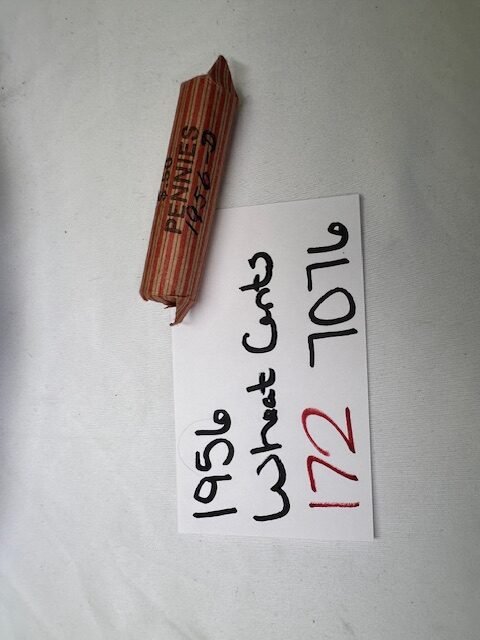 PENNIES
1956-D
1956
Wheat Cents
172 7076